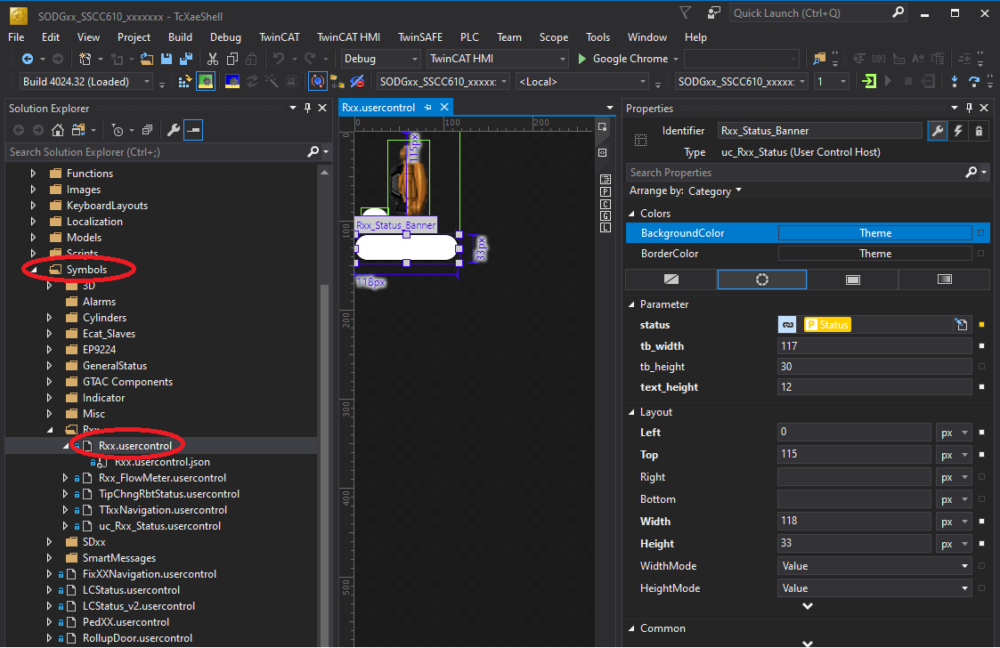 SODGxx_SSCC610_xxxxxxx - TcXaeShell
Quick Launch (Ctrl+Q)
File Edit View Project Build Debug TwinCAT TwinCAT HMI TwinSAFE PLC Team Scope Tools Window Help
Debug TwinCAT HMI Google Chrome
Build 4024.32 (Loaded) SODGxx_SSCC610_xxxxx: <Local> SODGxx_SSCC610_xxxxx: 1
Solution Explorer
Search Solution Explorer (Ctrl+;)
Functions
Images
KeyboardLayouts
Localization
Models
Scripts
Symbols
3D
Alarms
Cylinders
Ecat_Slaves
EP9224
GeneralStatus
GTAC Components
Indicator
Misc
Rxx
Rxx.usercontrol
Rxx.usercontrol.json
Rxx_FlowMeter.usercontrol
TipChngRbtStatus.usercontrol
TTxxNavigation.usercontrol
uc_Rxx_Status.usercontrol
SDxx
SmartMessages
FixXXNavigation.usercontrol
LCStatus.usercontrol
LCStatus_v2.usercontrol
PedXX.usercontrol
RollupDoor.usercontrol
Rxx.usercontrol
0 100 200
0
100
200
300
400
500
115px
Rxx_Status_Banner
33px
118px
P
C
G
L
Properties
Identifier Rxx_Status_Banner
Type uc_Rxx_Status (User Control Host)
Search Properties
Arrange by: Category
Colors
BackgroundColor Theme
BorderColor Theme
Parameter
status P Status
tb_width 117
tb_height 30
text_height 12
Layout
Left 0 px
Top 115 px
Right px
Bottom px
Width 118 px
Height 33 px
WidthMode Value
HeightMode Value
Common